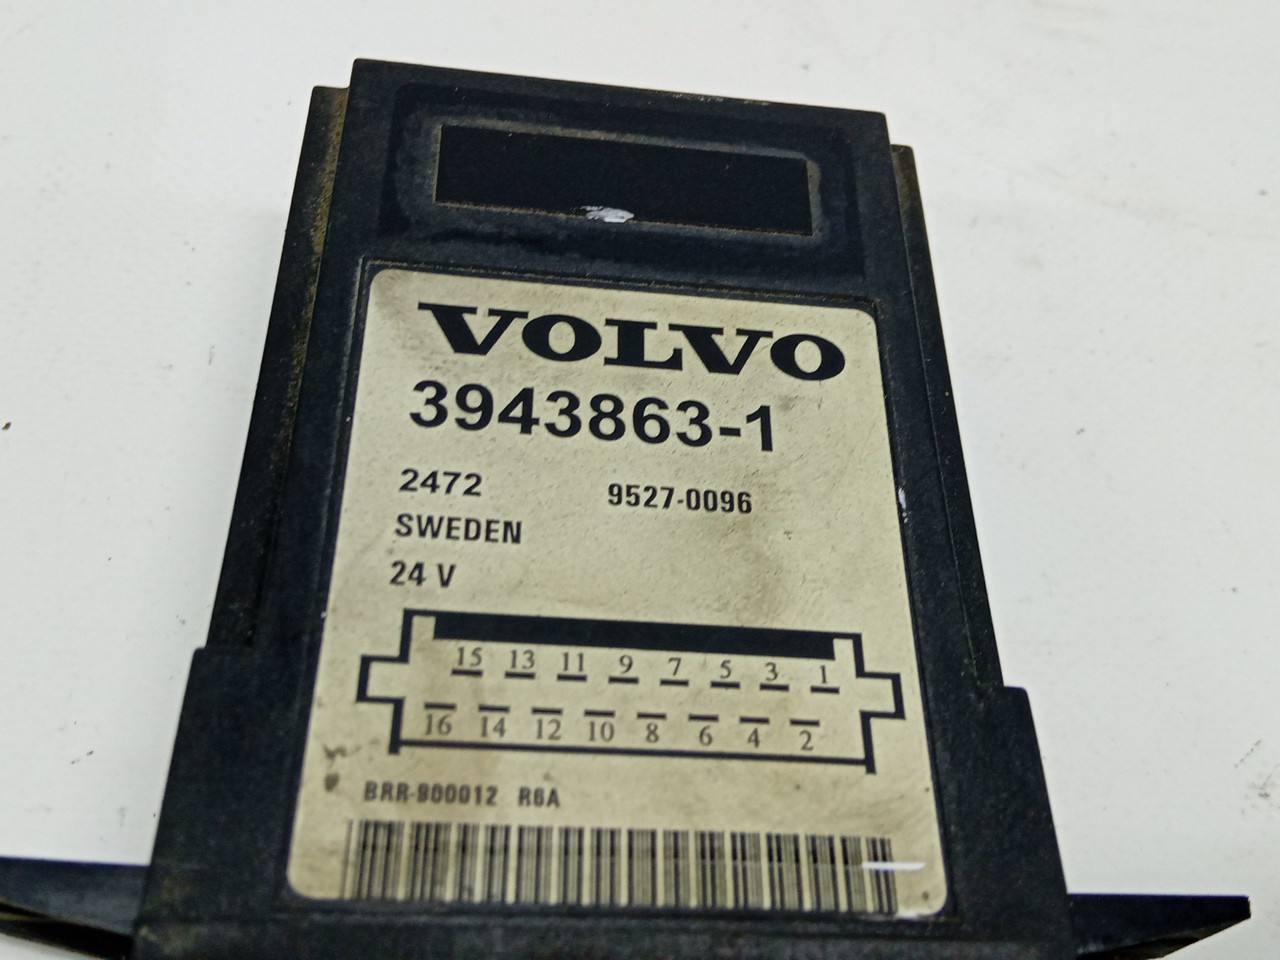 VOLVO
3943863-1
2472 9527-0096
SWEDEN
24 V
15 13 11 9 7 5 3 1
16 14 12 10 8 6 4 2
BRR-900012 R6A